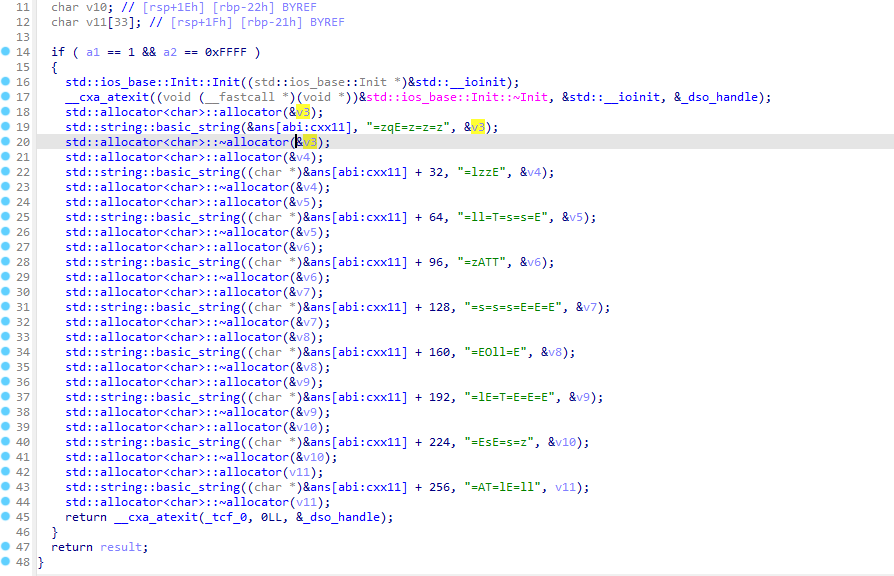 11 char v10; // [rsp+1Eh] [rbp-22h] BYREF
12 char v11[33]; // [rsp+1Fh] [rbp-21h] BYREF
13
14 if ( a1 == 1 && a2 == 0xFFFF )
15 {
16 std::ios_base::Init::Init((std::ios_base::Init *)&std::__ioinit);
17 __cxa_atexit((void (__fastcall *)(void *))&std::ios_base::Init::~Init, &std::__ioinit, &_dso_handle);
18 std::allocator<char>::allocator(&v3);
19 std::string::basic_string(&ans[abi:cxx11], "=zqE=z=z=z", &v3);
20 std::allocator<char>::~allocator(&v3);
21 std::allocator<char>::allocator(&v4);
22 std::string::basic_string((char *)&ans[abi:cxx11] + 32, "=lzzE", &v4);
23 std::allocator<char>::~allocator(&v4);
24 std::allocator<char>::allocator(&v5);
25 std::string::basic_string((char *)&ans[abi:cxx11] + 64, "=ll=T=s=s=E", &v5);
26 std::allocator<char>::~allocator(&v5);
27 std::allocator<char>::allocator(&v6);
28 std::string::basic_string((char *)&ans[abi:cxx11] + 96, "=zATT", &v6);
29 std::allocator<char>::~allocator(&v6);
30 std::allocator<char>::allocator(&v7);
31 std::string::basic_string((char *)&ans[abi:cxx11] + 128, "=s=s=s=E=E=E", &v7);
32 std::allocator<char>::~allocator(&v7);
33 std::allocator<char>::allocator(&v8);
34 std::string::basic_string((char *)&ans[abi:cxx11] + 160, "=EOll=E", &v8);
35 std::allocator<char>::~allocator(&v8);
36 std::allocator<char>::allocator(&v9);
37 std::string::basic_string((char *)&ans[abi:cxx11] + 192, "=lE=T=E=E=E", &v9);
38 std::allocator<char>::~allocator(&v9);
39 std::allocator<char>::allocator(&v10);
40 std::string::basic_string((char *)&ans[abi:cxx11] + 224, "=EsE=s=z", &v10);
41 std::allocator<char>::~allocator(&v10);
42 std::allocator<char>::allocator(v11);
43 std::string::basic_string((char *)&ans[abi:cxx11] + 256, "=AT=lE=ll", v11);
44 std::allocator<char>::~allocator(v11);
45 return __cxa_atexit(_tcf_0, 0LL, &_dso_handle);
46 }
47 return result;
48 }